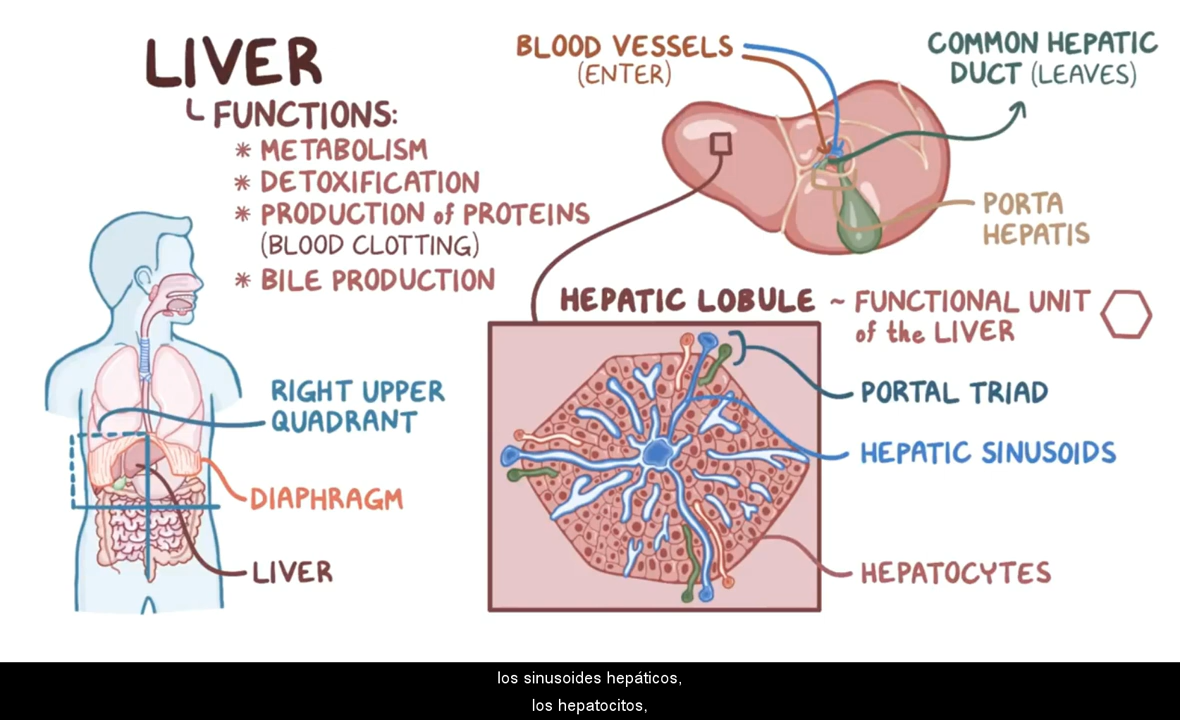 LIVER
FUNCTIONS:
* METABOLISM
* DETOXIFICATION
* PRODUCTION of PROTEINS
(BLOOD CLOTTING)
* BILE PRODUCTION
RIGHT UPPER
QUADRANT
DIAPHRAGM
LIVER
BLOOD VESSELS
(ENTER)
COMMON HEPATIC
DUCT (LEAVES)
PORTA
HEPATIS
HEPATIC LOBULE ~ FUNCTIONAL UNIT
of the LIVER
PORTAL TRIAD
HEPATIC SINUSOIDS
HEPATOCYTES
los sinusoides hepáticos,
los hepatocitos,